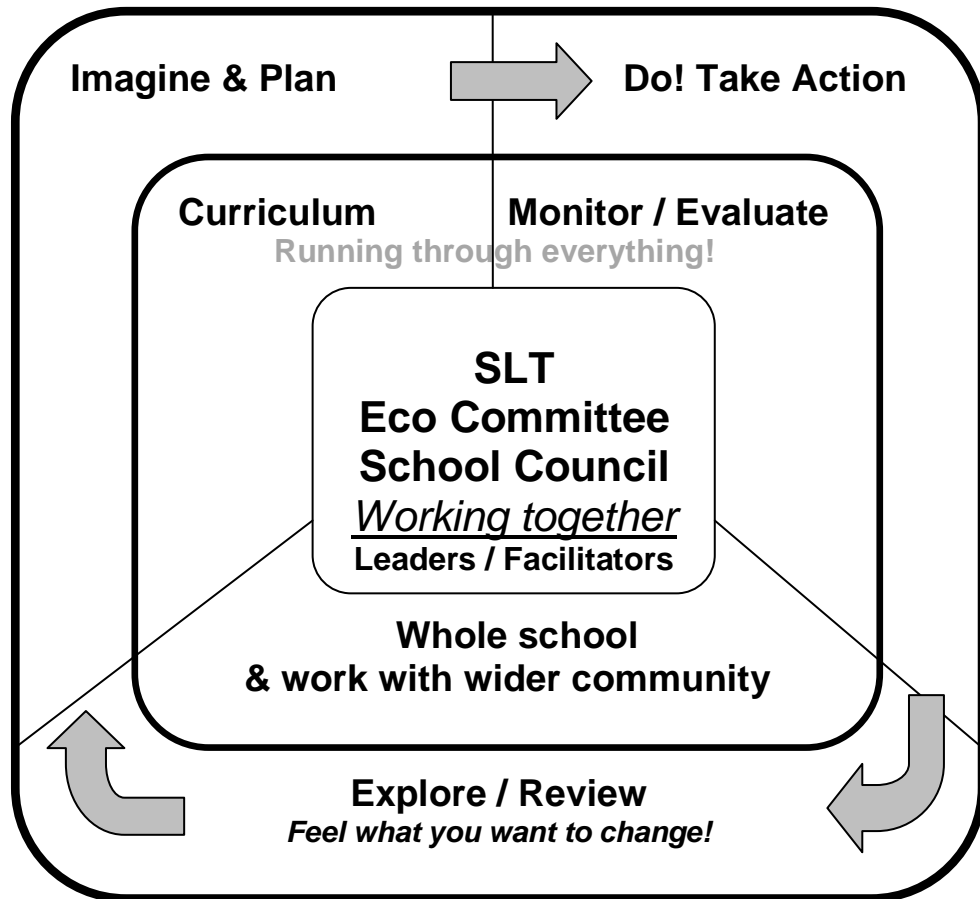 Imagine & Plan
Do! Take Action
Curriculum
Monitor / Evaluate
Running through everything!
SLT
Eco Committee
School Council
Working together
Leaders / Facilitators
Whole school
& work with wider community
Explore / Review
Feel what you want to change!